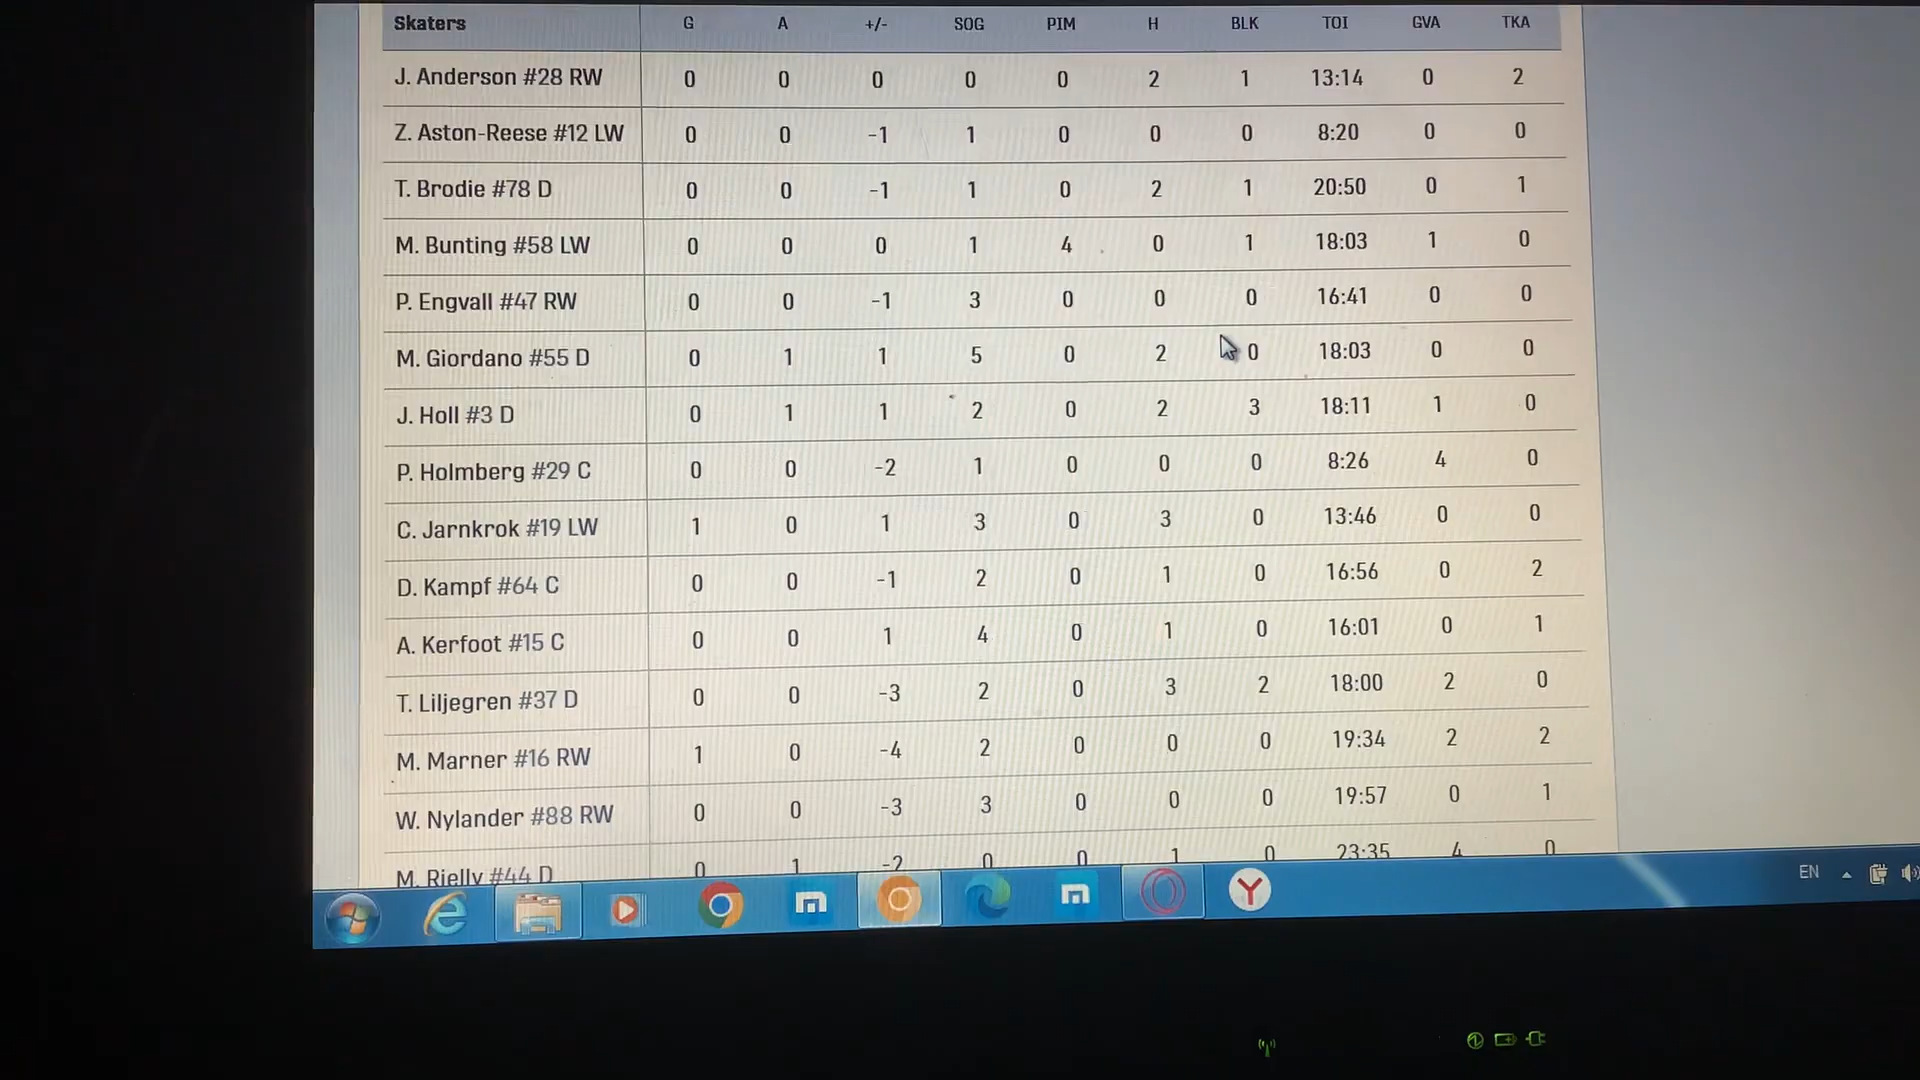 Skaters G A +/- SOG PIM H BLK TOI GVA TKA
J. Anderson #28 RW 0 0 0 0 0 2 1 13:14 0 2
Z. Aston-Reese #12 LW 0 0 -1 1 0 0 0 8:20 0 0
T. Brodie #78 D 0 0 -1 1 0 2 1 20:50 0 1
M. Bunting #58 LW 0 0 0 1 4 0 1 18:03 1 0
P. Engvall #47 RW 0 0 -1 3 0 0 0 16:41 0 0
M. Giordano #55 D 0 1 1 5 0 2 0 18:03 0 0
J. Holl #3 D 0 1 1 2 0 2 3 18:11 1 0
P. Holmberg #29 C 0 0 -2 1 0 0 0 8:26 4 0
C. Jarnkrok #19 LW 1 0 1 3 0 3 0 13:46 0 0
D. Kampf #64 C 0 0 -1 2 0 1 0 16:56 0 2
A. Kerfoot #15 C 0 0 1 4 0 1 0 16:01 0 1
T. Liljegren #37 D 0 0 -3 2 0 3 2 18:00 2 0
M. Marner #16 RW 1 0 -4 2 0 0 0 19:34 2 2
W. Nylander #88 RW 0 0 -3 3 0 0 0 19:57 0 1
M. Rielly #44 D 0 1 -2 0 0 1 0 23:35 4 0
EN